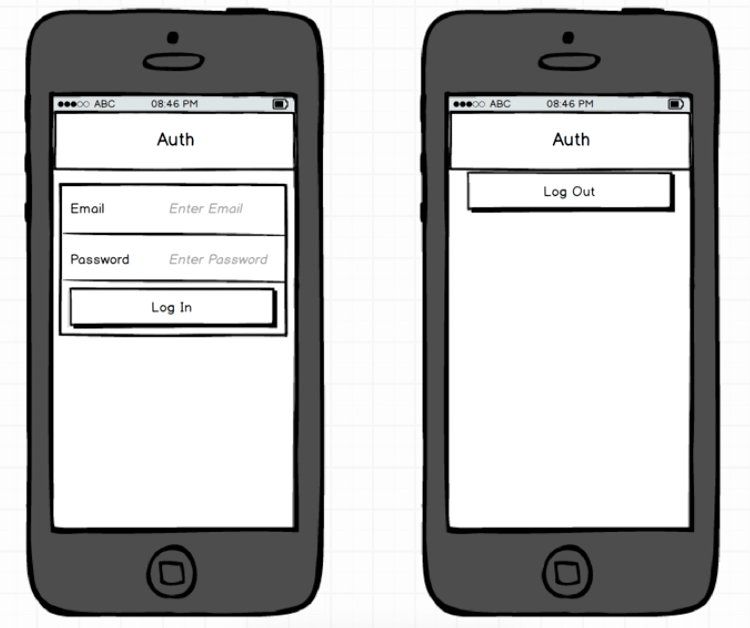 ABC 08:46 PM
Auth
Email Enter Email
Password Enter Password
Log In
ABC 08:46 PM
Auth
Log Out